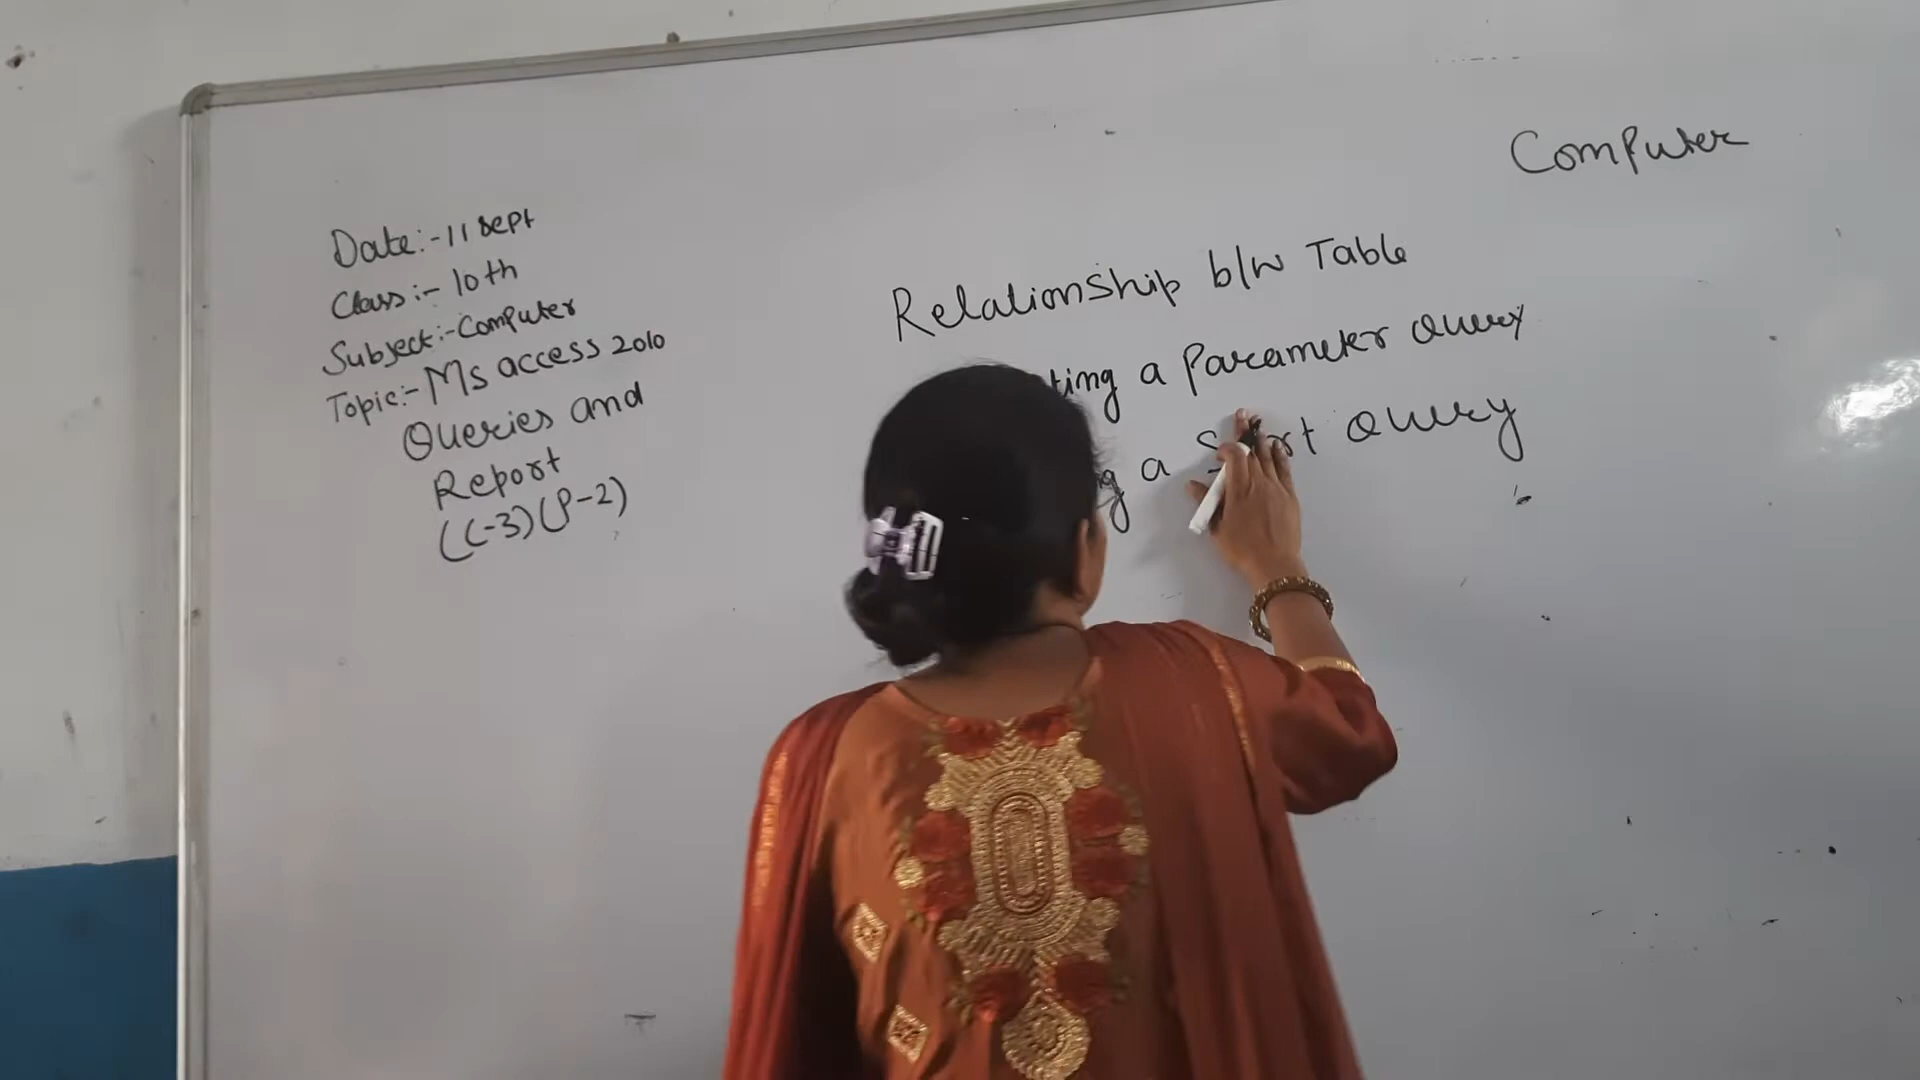 Computer
Date:-11 Sept
Class:- 10th
Subject:-Computer
Topic:-Ms access 2010
Queries and
Report
(C-3)(P-2)
Relationship b/w Table
ting a Parameter Query
g a Query